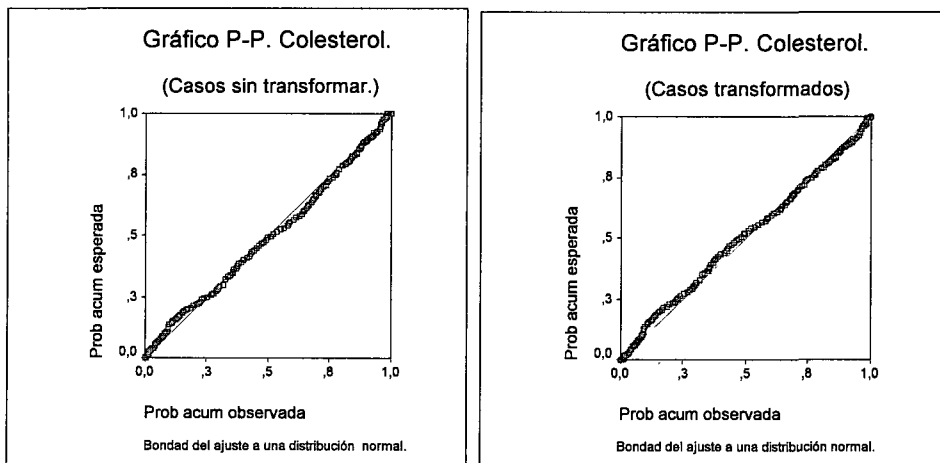 Gráfico P-P. Colesterol.
(Casos sin transformar.)
1,0
,8
,5
,3
0,0
0,0
,3
,5
,8
1,0
Prob acum esperada
Prob acum observada
Bondad del ajuste a una distribución normal.
Gráfico P-P. Colesterol.
(Casos transformados)
1,0
,8
,5
,3
0,0
0,0
,3
,5
,8
1,0
Prob acum esperada
Prob acum observada
Bondad del ajuste a una distribución normal.